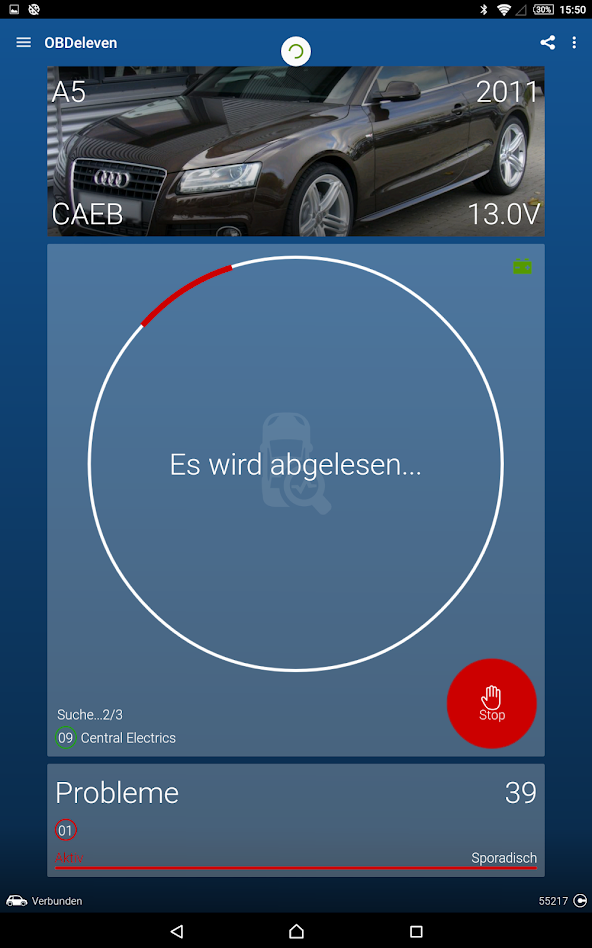 30% 15:50
OBDeleven
A5 2011
CAEB 13.0V
Es wird abgelesen...
Stop
Suche...2/3
09 Central Electrics
Probleme 39
01
Aktiv Sporadisch
Verbunden 55217